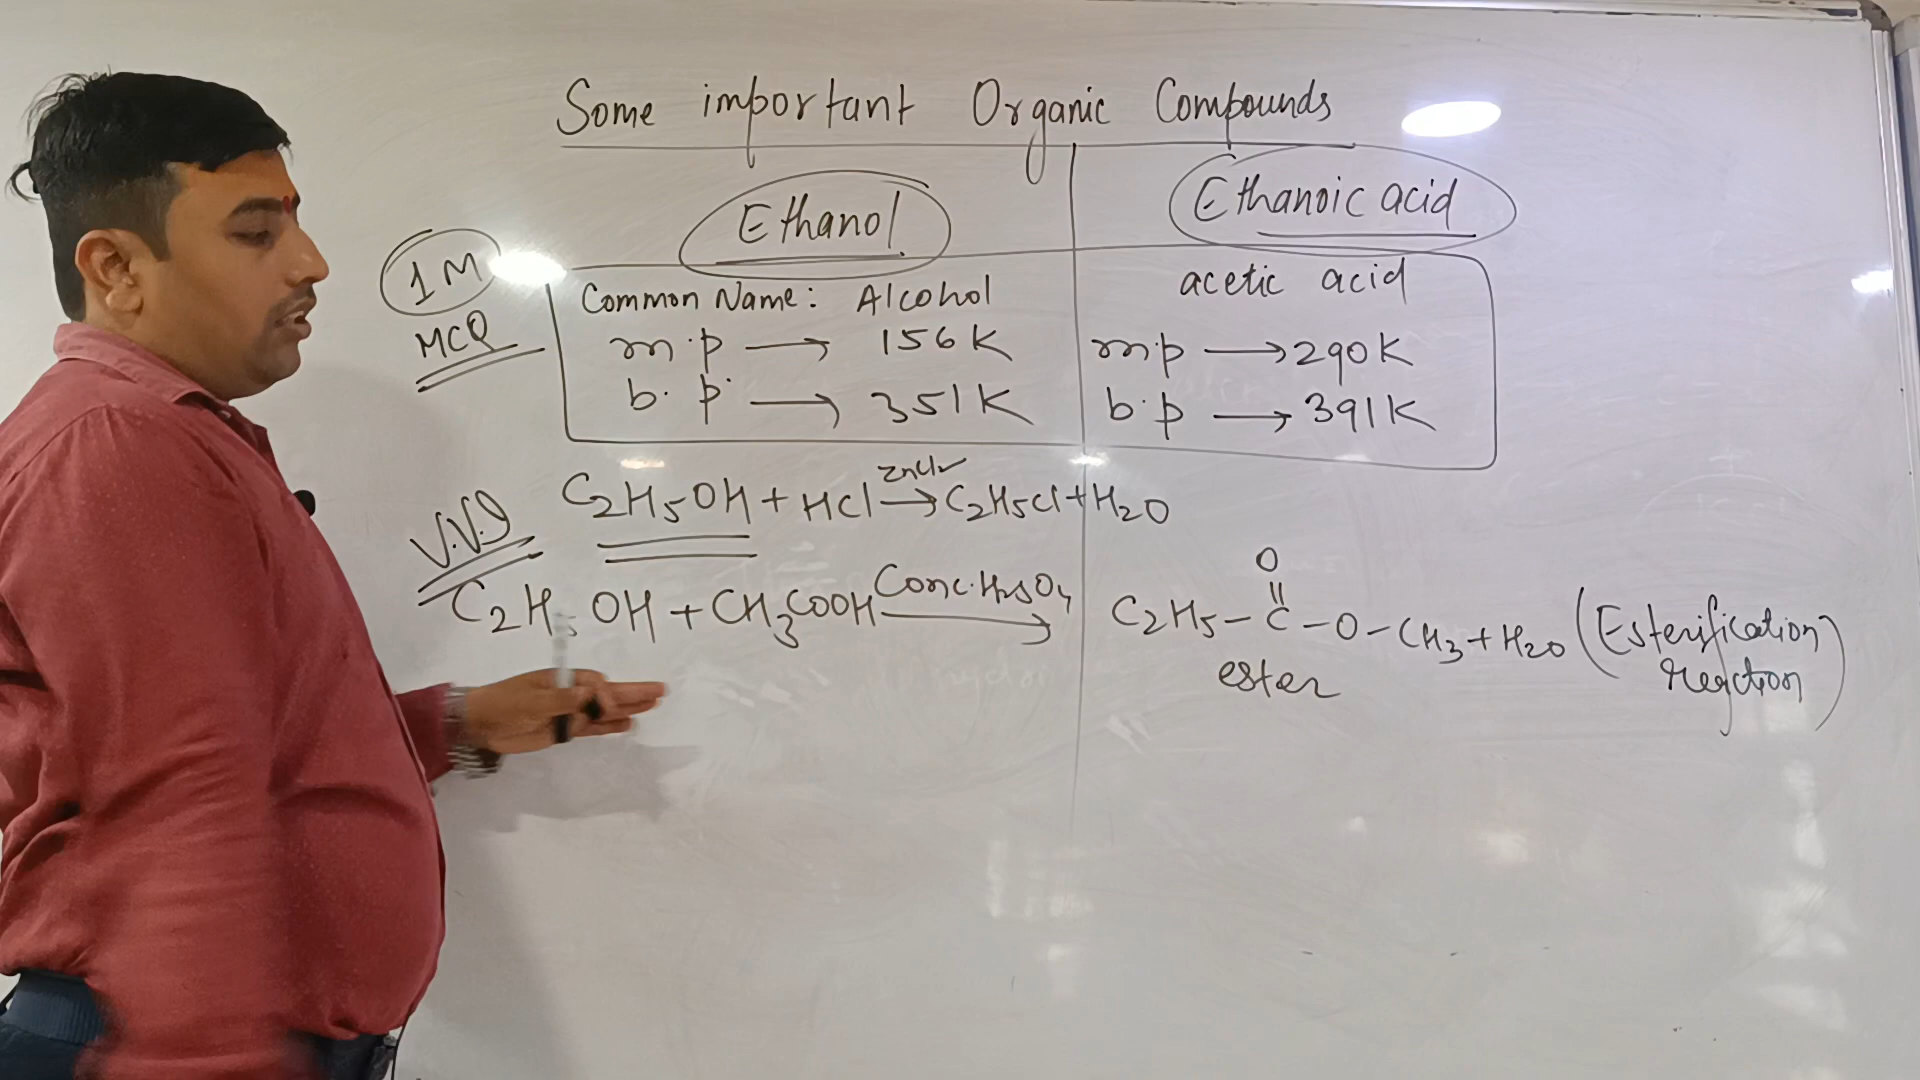 Some important Organic Compounds
Ethanol
Ethanoic acid
1M
MCQ
Common Name: Alcohol
m.p → 156K
b.p → 351K
acetic acid
m.p → 290K
b.p → 391K
V.V.I
C2H5OH + HCl ZnCl2 → C2H5Cl + H2O
C2H5OH + CH3COOH Conc. H2SO4 →
O
C2H5-C-O-CH3 + H2O (Esterification
ester
reaction)